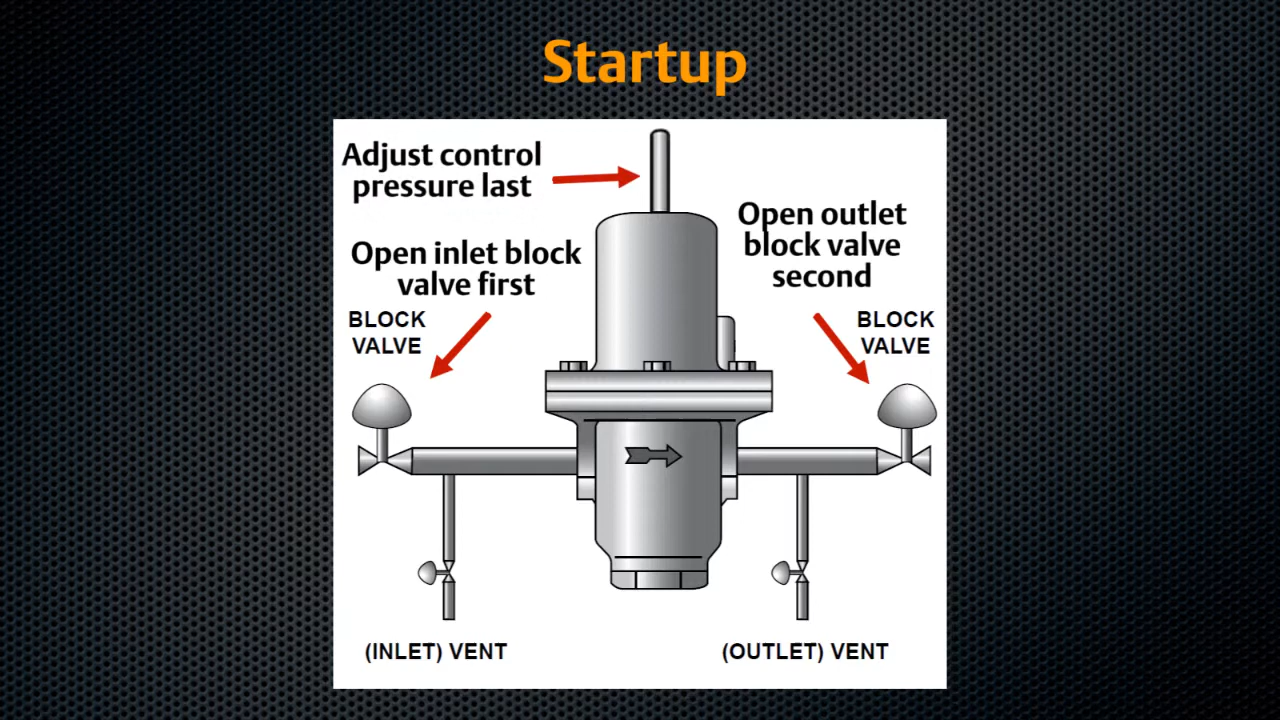 Startup
Adjust control
pressure last
Open inlet block
valve first
Open outlet
block valve
second
BLOCK
VALVE
BLOCK
VALVE
(INLET) VENT
(OUTLET) VENT